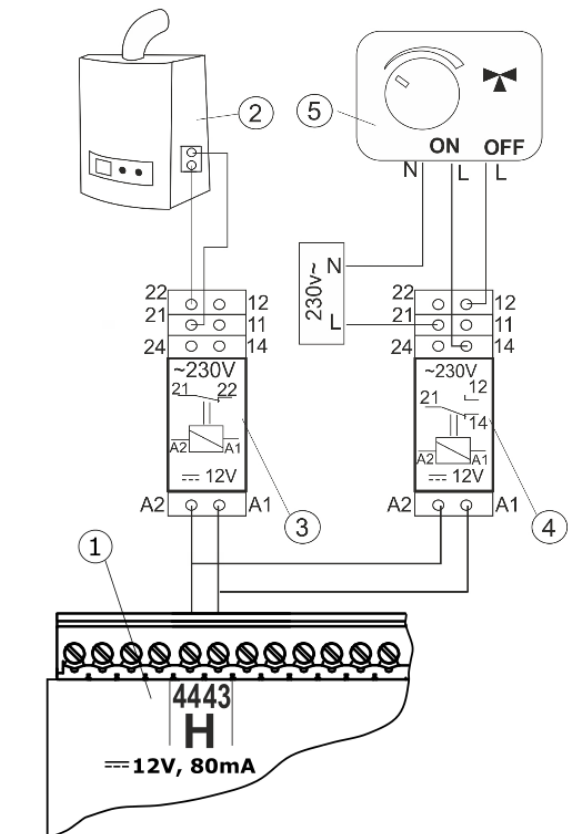 2
5
ON OFF
N L L
230v~
N
L
22 12
21 11
24 14
~230V
21 22
A2 A1
⎓ 12V
A2 A1
3
22 12
21 11
24 14
~230V
12
21
14
A2 A1
⎓ 12V
A2 A1
4
1
4443
H
⎓12V, 80mA